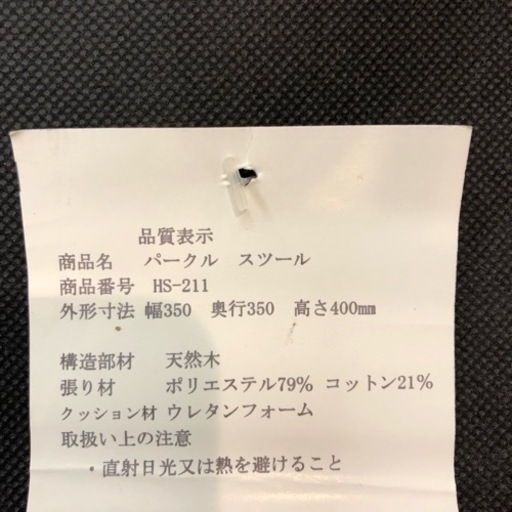 品質表示
商品名 パークル スツール
商品番号 HS-211
外形寸法 幅350 奥行350 高さ400mm
構造部材 天然木
張り材 ポリエステル79% コットン21%
クッション材 ウレタンフォーム
取扱い上の注意
・直射日光又は熱を避けること